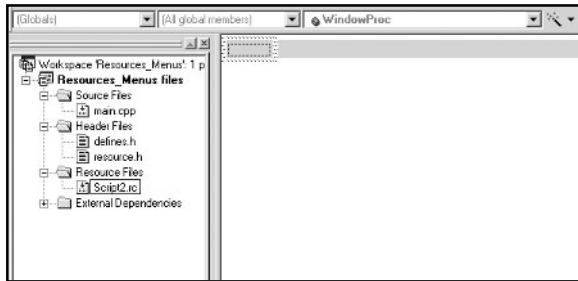 (Globals)
(All global members)
WindowProc
Workspace 'Resources_Menus': 1 p
Resources_Menus files
Source Files
main.cpp
Header Files
defines.h
resource.h
Resource Files
Script2.rc
External Dependencies